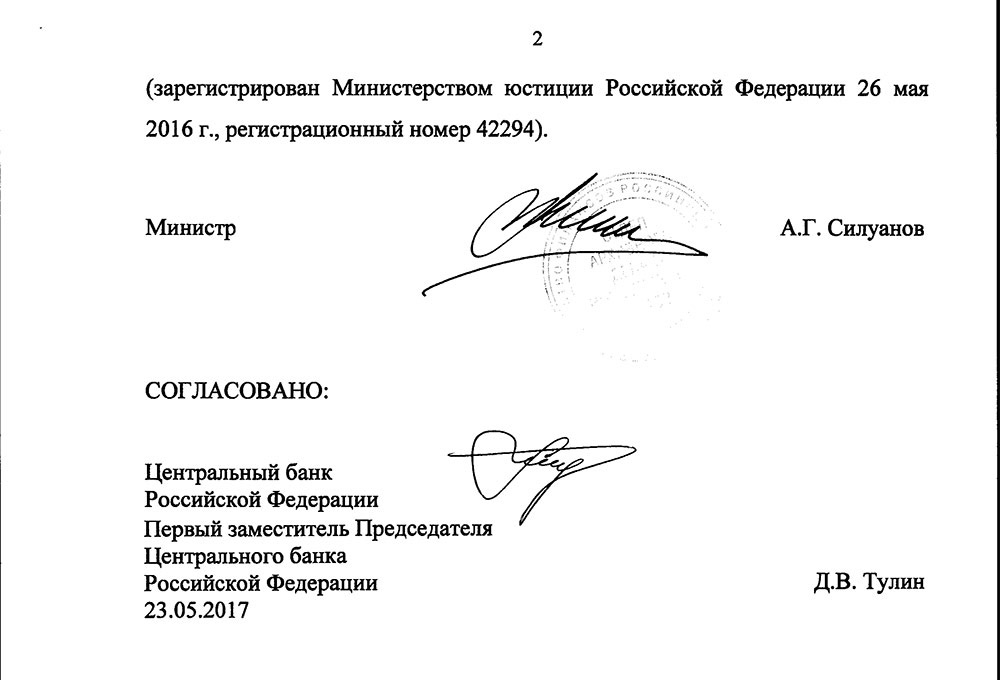 2
(зарегистрирован Министерством юстиции Российской Федерации 26 мая
2016 г., регистрационный номер 42294).
Министр
А.Г. Силуанов
СОГЛАСОВАНО:
Центральный банк
Российской Федерации
Первый заместитель Председателя
Центрального банка
Российской Федерации
23.05.2017
Д.В. Тулин